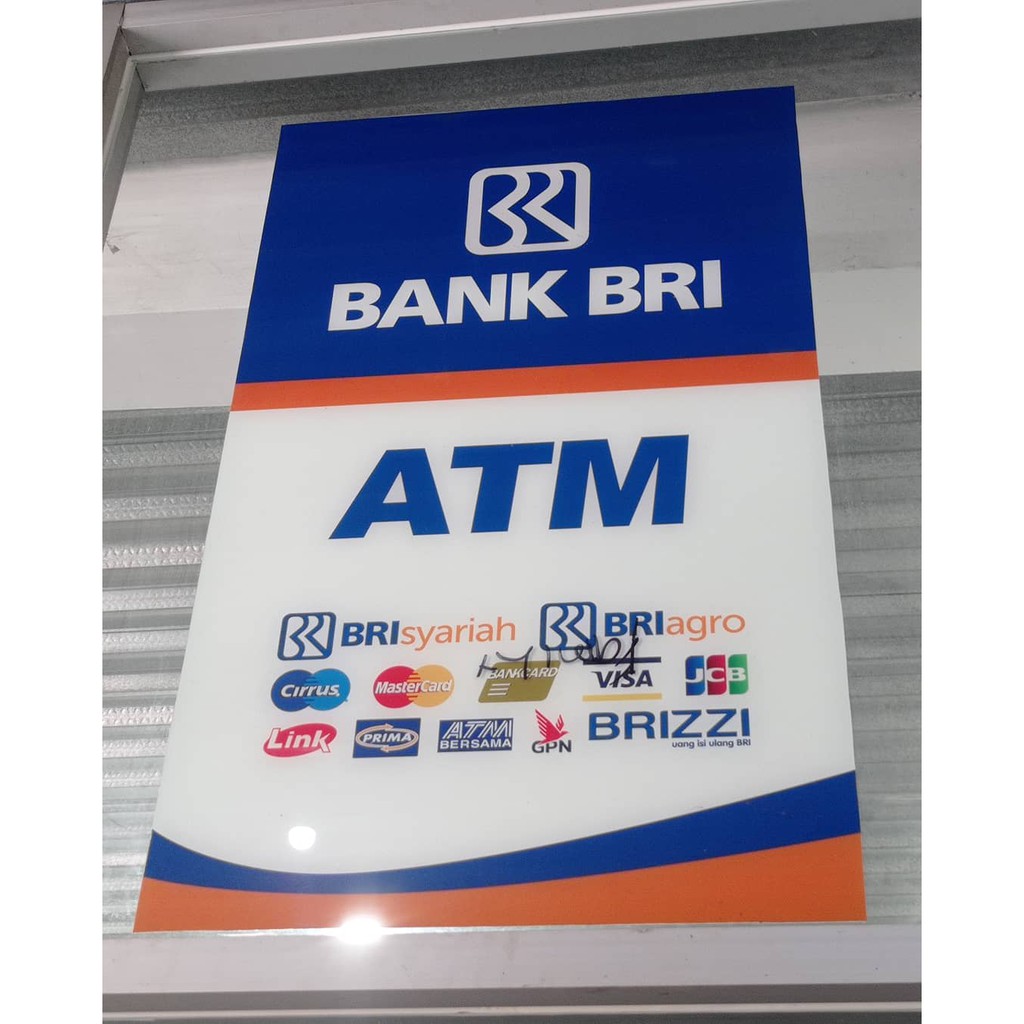 BANK BRI
ATM
BRIsyariah BRIagro
Cirrus MasterCard BANKCARD VISA JCB
Link PRIMA ATM BERSAMA GPN BRIZZI
uang isi ulang BRI